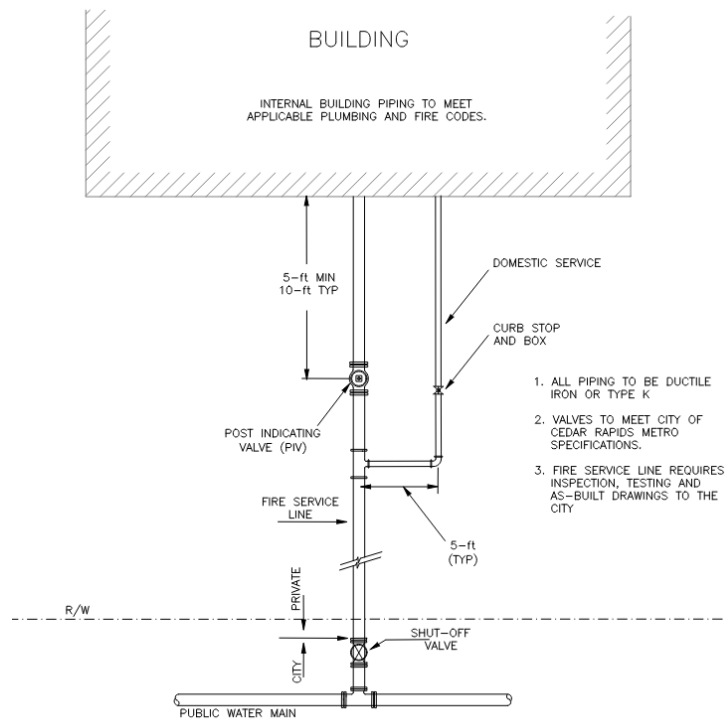 BUILDING
INTERNAL BUILDING PIPING TO MEET
APPLICABLE PLUMBING AND FIRE CODES.
5-ft MIN
10-ft TYP
DOMESTIC SERVICE
CURB STOP
AND BOX
POST INDICATING
VALVE (PIV)
1. ALL PIPING TO BE DUCTILE
IRON OR TYPE K
2. VALVES TO MEET CITY OF
CEDAR RAPIDS METRO
SPECIFICATIONS.
3. FIRE SERVICE LINE REQUIRES
INSPECTION, TESTING AND
AS-BUILT DRAWINGS TO THE
CITY
FIRE SERVICE
LINE
5-ft
(TYP)
R/W
PRIVATE
CITY
SHUT-OFF
VALVE
PUBLIC WATER MAIN